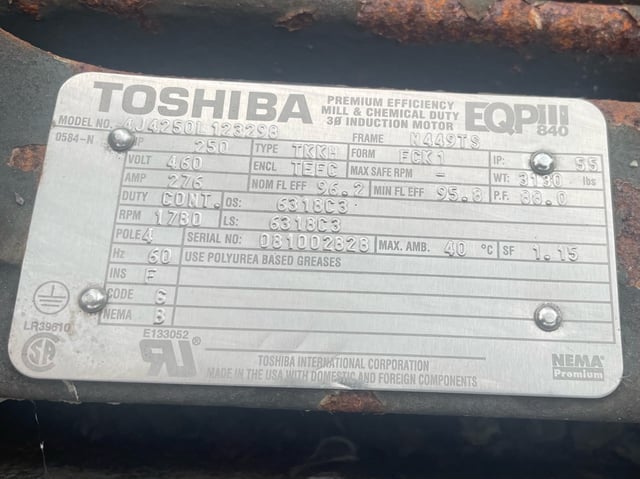 TOSHIBA PREMIUM EFFICIENCY MILL & CHEMICAL DUTY 3Ø INDUCTION MOTOR EQPIII 840
MODEL NO. 4J4250L123298 FRAME N449TS
0584-N P 250 TYPE TKKH FORM FCK1 IP: 55
VOLT 460 ENCL TEFC MAX SAFE RPM - WT: 3130 lbs
AMP 276 NOM FL EFF 96.2 MIN FL EFF 95.8 P.F. 88.0
DUTY CONT. OS: 6318C3
RPM 1780 LS: 6318C3
POLE 4 SERIAL NO: 081002828 MAX. AMB. 40 °C SF 1.15
Hz 60 USE POLYUREA BASED GREASES
INS F
CODE G
NEMA B
LR39610
E133052
TOSHIBA INTERNATIONAL CORPORATION
MADE IN THE USA WITH DOMESTIC AND FOREIGN COMPONENTS
NEMA
Premium